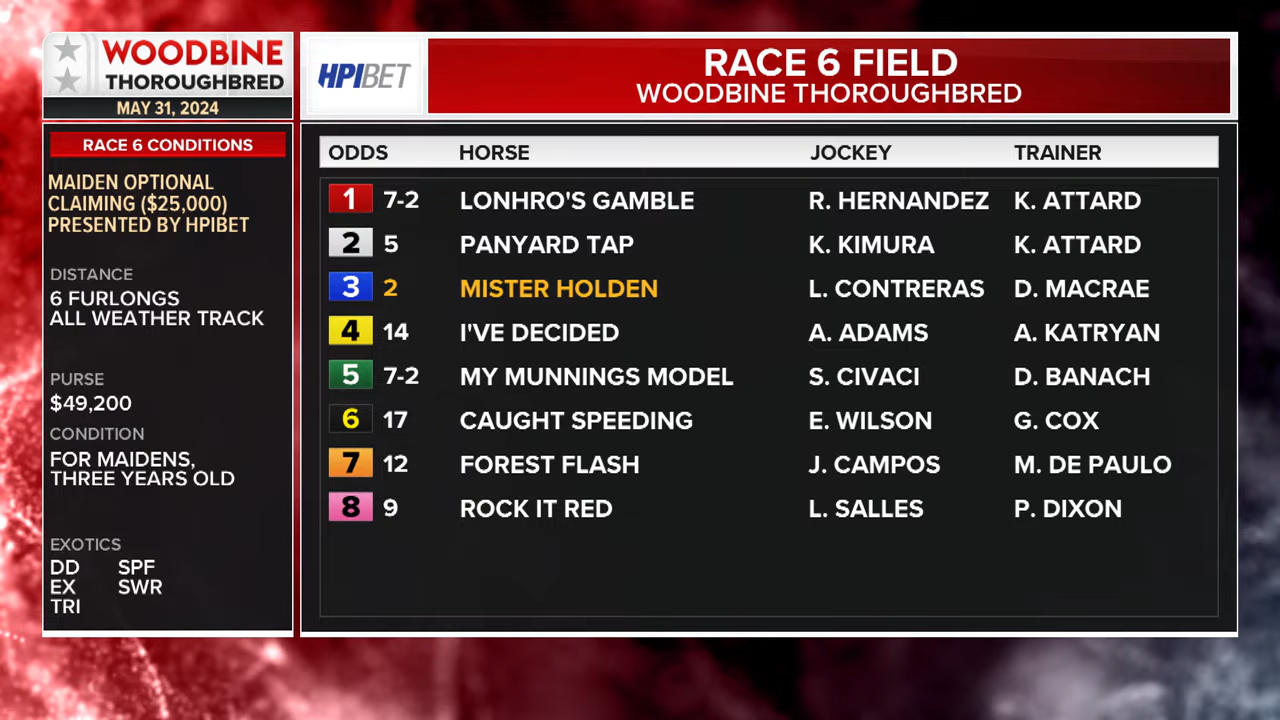 WOODBINE
THOROUGHBRED
MAY 31, 2024
RACE 6 CONDITIONS
MAIDEN OPTIONAL
CLAIMING ($25,000)
PRESENTED BY HPIBET
DISTANCE
6 FURLONGS
ALL WEATHER TRACK
PURSE
$49,200
CONDITION
FOR MAIDENS,
THREE YEARS OLD
EXOTICS
DD SPF
EX SWR
TRI
HPIBET
RACE 6 FIELD
WOODBINE THOROUGHBRED
ODDS HORSE JOCKEY TRAINER
1 7-2 LONHRO'S GAMBLE R. HERNANDEZ K. ATTARD
2 5 PANYARD TAP K. KIMURA K. ATTARD
3 2 MISTER HOLDEN L. CONTRERAS D. MACRAE
4 14 I'VE DECIDED A. ADAMS A. KATRYAN
5 7-2 MY MUNNINGS MODEL S. CIVACI D. BANACH
6 17 CAUGHT SPEEDING E. WILSON G. COX
7 12 FOREST FLASH J. CAMPOS M. DE PAULO
8 9 ROCK IT RED L. SALLES P. DIXON